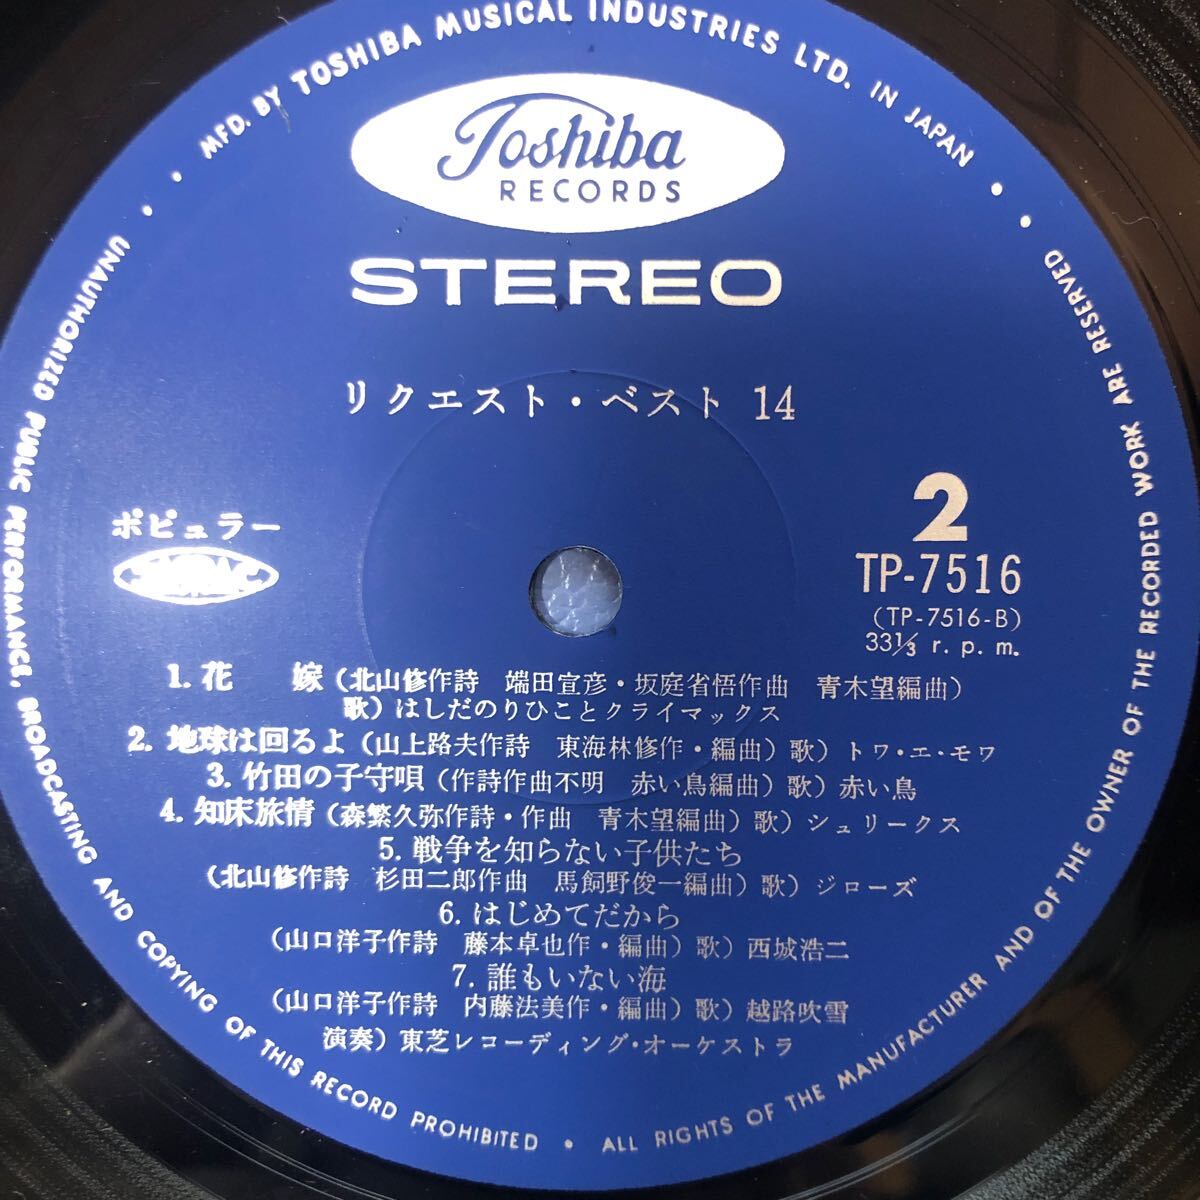 MFD. BY TOSHIBA MUSICAL INDUSTRIES LTD. IN JAPAN
Toshiba
RECORDS
STEREO
リクエスト・ベスト 14
ポピュラー
2
TP-7516
(TP-7516-B)
33⅓ r. p. m.
1. 花　嫁 (北山修作詩　端田宣彦・坂庭省悟作曲　青木望編曲)
歌) はしだのりひことクライマックス
2. 地球は回るよ (山上路夫作詩　東海林修作・編曲) 歌) トワ・エ・モワ
3. 竹田の子守唄 (作詩作曲不明　赤い鳥編曲) 歌) 赤い鳥
4. 知床旅情 (森繁久弥作詩・作曲　青木望編曲) 歌) シュリークス
5. 戦争を知らない子供たち
(北山修作詩　杉田二郎作曲　馬飼野俊一編曲) 歌) ジローズ
6. はじめてだから
(山口洋子作詩　藤本卓也作・編曲) 歌) 西城浩二
7. 誰もいない海
(山口洋子作詩　内藤法美作・編曲) 歌) 越路吹雪
演奏) 東芝レコーディング・オーケストラ
UNAUTHORIZED PUBLIC PERFORMANCE, BROADCASTING AND COPYING OF THIS RECORD PROHIBITED • ALL RIGHTS OF THE MANUFACTURER AND OF THE OWNER OF THE RECORDED WORK ARE RESERVED